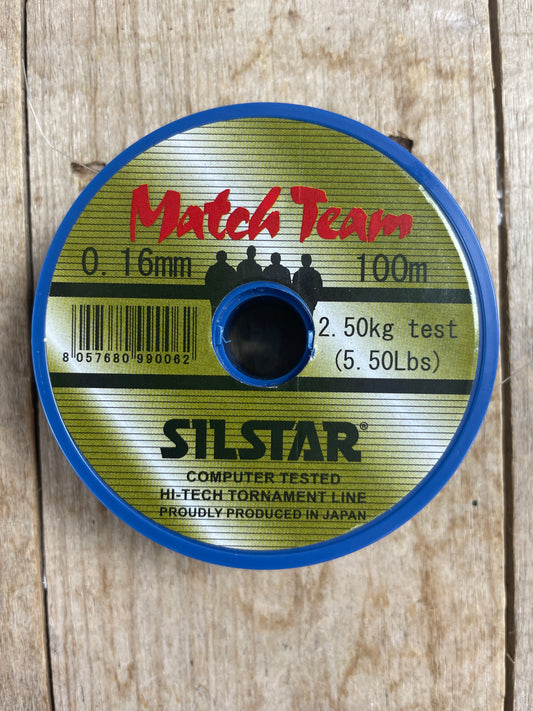 Match Team
0.16mm
100m
8 057680 990062
2.50kg test
(5.50Lbs)
SILSTAR®
COMPUTER TESTED
HI-TECH TORNAMENT LINE
PROUDLY PRODUCED IN JAPAN